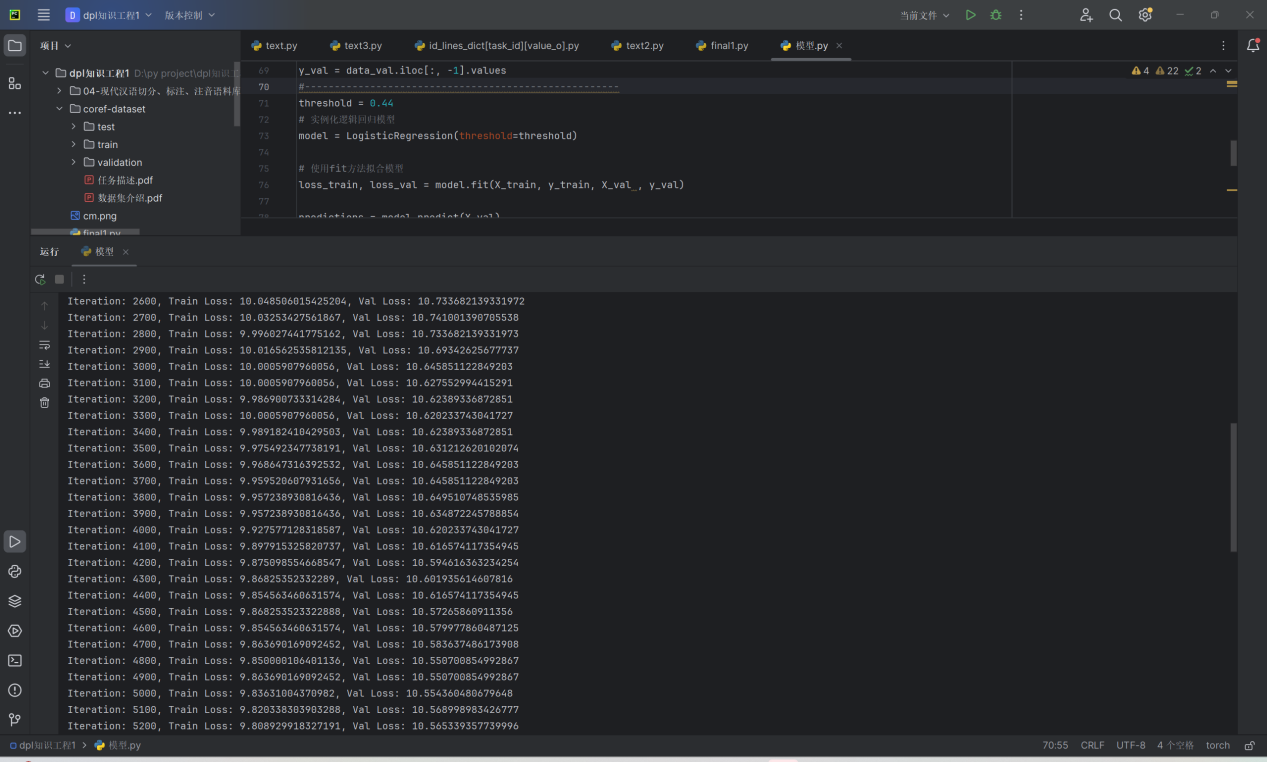 dpl知识工程1 版本控制 当前文件
项目
dpl知识工程1 D:\py project\dpl知识工
04-现代汉语切分、标注、注音语料库
coref-dataset
test
train
validation
任务描述.pdf
数据集介绍.pdf
cm.png
final1.py
text.py text3.py id_lines_dict[task_id][value_o].py text2.py final1.py 模型.py
4 22 2
69 y_val = data_val.iloc[:, -1].values
70 #------------------------------------------------------
71 threshold = 0.44
72 # 实例化逻辑回归模型
73 model = LogisticRegression(threshold=threshold)
74
75 # 使用fit方法拟合模型
76 loss_train, loss_val = model.fit(X_train, y_train, X_val_, y_val)
77
78 predictions = model.predict(X_val)
运行 模型
Iteration: 2600, Train Loss: 10.048506015425204, Val Loss: 10.733682139331972
Iteration: 2700, Train Loss: 10.03253427561867, Val Loss: 10.741001390705538
Iteration: 2800, Train Loss: 9.996027441775162, Val Loss: 10.733682139331973
Iteration: 2900, Train Loss: 10.016562535812135, Val Loss: 10.69342625677737
Iteration: 3000, Train Loss: 10.0005907960056, Val Loss: 10.645851122849203
Iteration: 3100, Train Loss: 10.0005907960056, Val Loss: 10.627552994415291
Iteration: 3200, Train Loss: 9.986900733314284, Val Loss: 10.62389336872851
Iteration: 3300, Train Loss: 10.0005907960056, Val Loss: 10.620233743041727
Iteration: 3400, Train Loss: 9.989182410429503, Val Loss: 10.62389336872851
Iteration: 3500, Train Loss: 9.975492347738191, Val Loss: 10.631212620102074
Iteration: 3600, Train Loss: 9.968647316392532, Val Loss: 10.645851122849203
Iteration: 3700, Train Loss: 9.959520607931656, Val Loss: 10.645851122849203
Iteration: 3800, Train Loss: 9.957238930816436, Val Loss: 10.649510748535985
Iteration: 3900, Train Loss: 9.957238930816436, Val Loss: 10.634872245788854
Iteration: 4000, Train Loss: 9.927577128318587, Val Loss: 10.620233743041727
Iteration: 4100, Train Loss: 9.897915325820737, Val Loss: 10.616574117354945
Iteration: 4200, Train Loss: 9.875098554668547, Val Loss: 10.594616363234254
Iteration: 4300, Train Loss: 9.86825352332289, Val Loss: 10.601935614607816
Iteration: 4400, Train Loss: 9.854563460631574, Val Loss: 10.616574117354945
Iteration: 4500, Train Loss: 9.868253523322888, Val Loss: 10.57265860911356
Iteration: 4600, Train Loss: 9.854563460631574, Val Loss: 10.579977860487125
Iteration: 4700, Train Loss: 9.863690169092452, Val Loss: 10.583637486173908
Iteration: 4800, Train Loss: 9.850000106401136, Val Loss: 10.550700854992867
Iteration: 4900, Train Loss: 9.863690169092452, Val Loss: 10.550700854992867
Iteration: 5000, Train Loss: 9.83631004370982, Val Loss: 10.554360480679648
Iteration: 5100, Train Loss: 9.820338303903288, Val Loss: 10.568998983426777
Iteration: 5200, Train Loss: 9.808929918327191, Val Loss: 10.565339357739996
dpl知识工程1 > 模型.py 70:55 CRLF UTF-8 4 个空格 torch